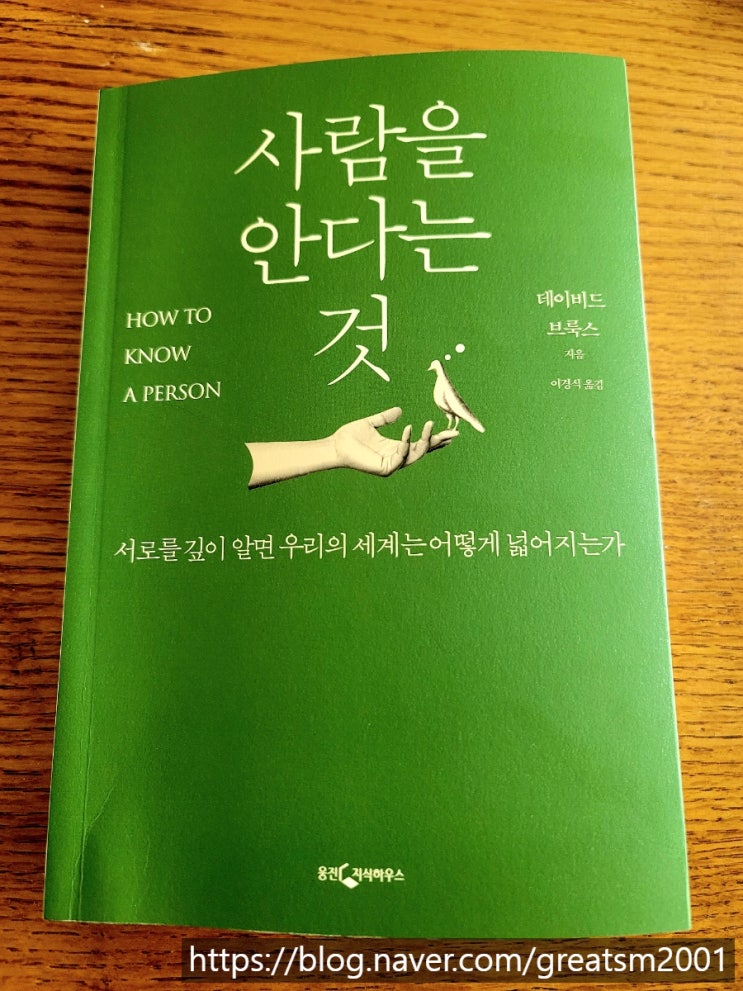 사람을
안다는
것
HOW TO
KNOW
A PERSON
데이비드
브룩스
지음
이경식 옮김
서로를 깊이 알면 우리의 세계는 어떻게 넓어지는가
웅진 지식하우스
https://blog.naver.com/greatsm2001